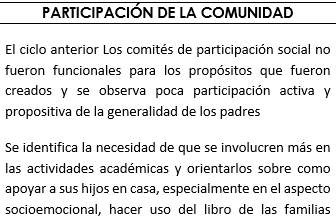 PARTICIPACIÓN DE LA COMUNIDAD
El ciclo anterior Los comités de participación social no
fueron funcionales para los propósitos que fueron
creados y se observa poca participación activa y
propositiva de la generalidad de los padres
Se identifica la necesidad de que se involucren más en
las actividades académicas y orientarlos sobre como
apoyar a sus hijos en casa, especialmente en el aspecto
socioemocional, hacer uso del libro de las familias